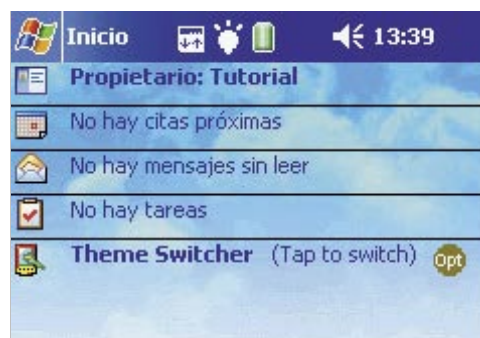 Inicio 13:39
Propietario: Tutorial
No hay citas próximas
No hay mensajes sin leer
No hay tareas
Theme Switcher (Tap to switch) Opt